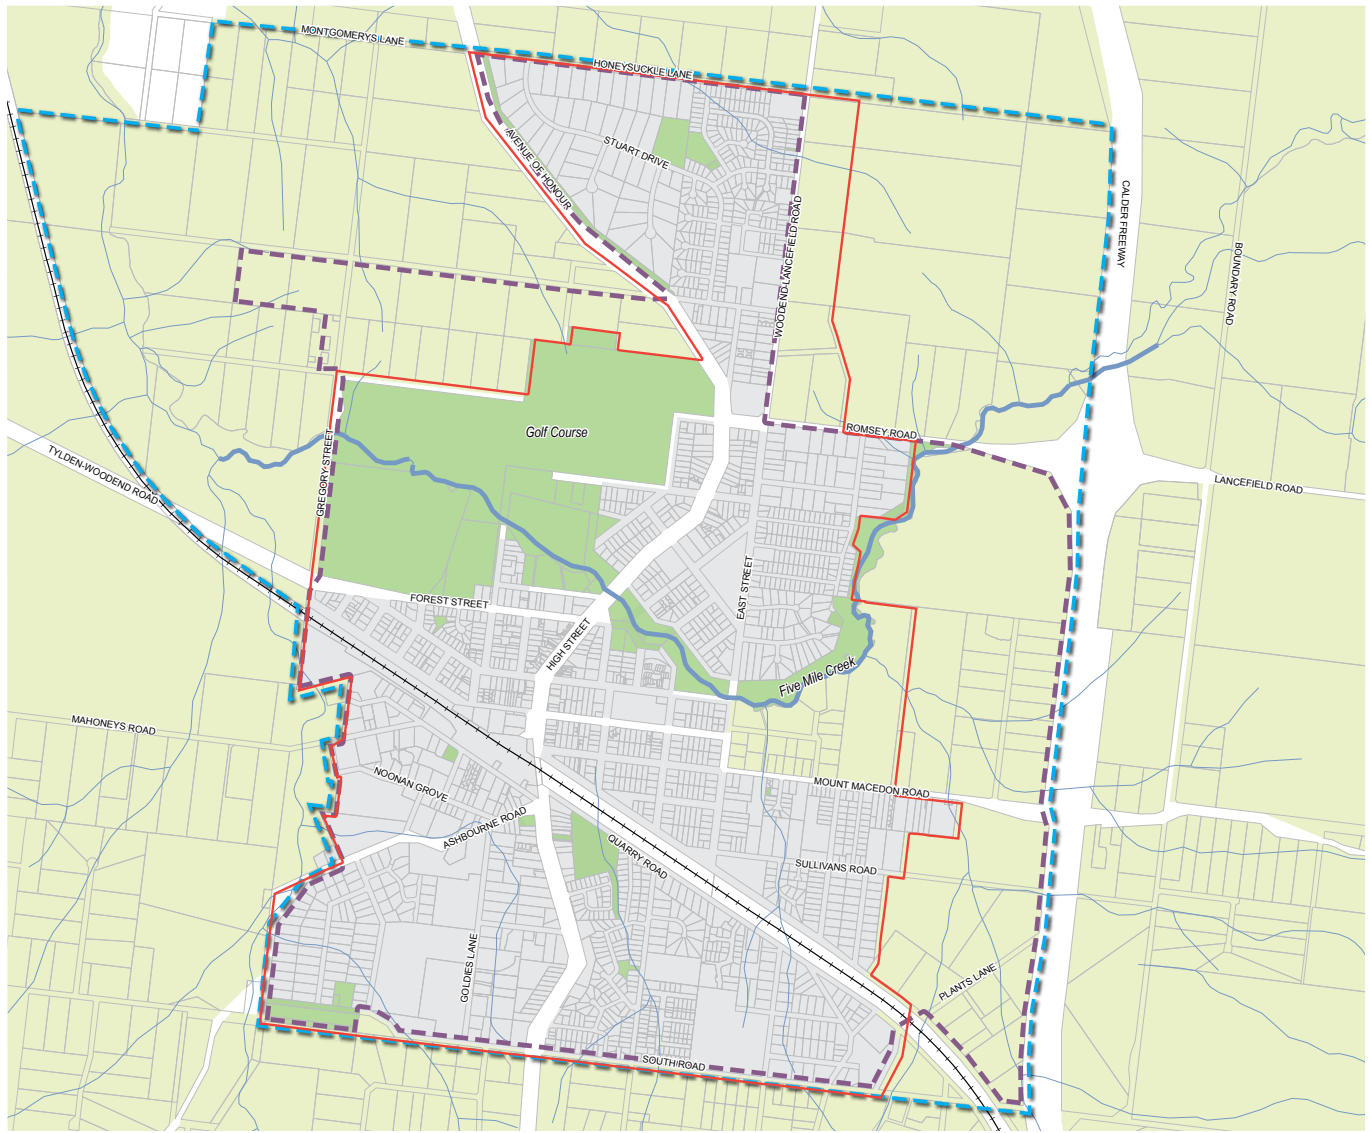 MONTGOMERYS LANE
HONEYSUCKLE LANE
STUART DRIVE
AVENUE OF HONOUR
CALDER FREEWAY
WOODEND-LANCEFIELD ROAD
BOUNDARY ROAD
Golf Course
ROMSEY ROAD
TYLDEN-WOODEND ROAD
GREGORY STREET
LANCEFIELD ROAD
EAST STREET
FOREST STREET
HIGH STREET
Five Mile Creek
MAHONEYS ROAD
NOONAN GROVE
MOUNT MACEDON ROAD
ASHBOURNE ROAD
QUARRY ROAD
SULLIVANS ROAD
GOLDIES LANE
PLANTS LANE
SOUTH ROAD